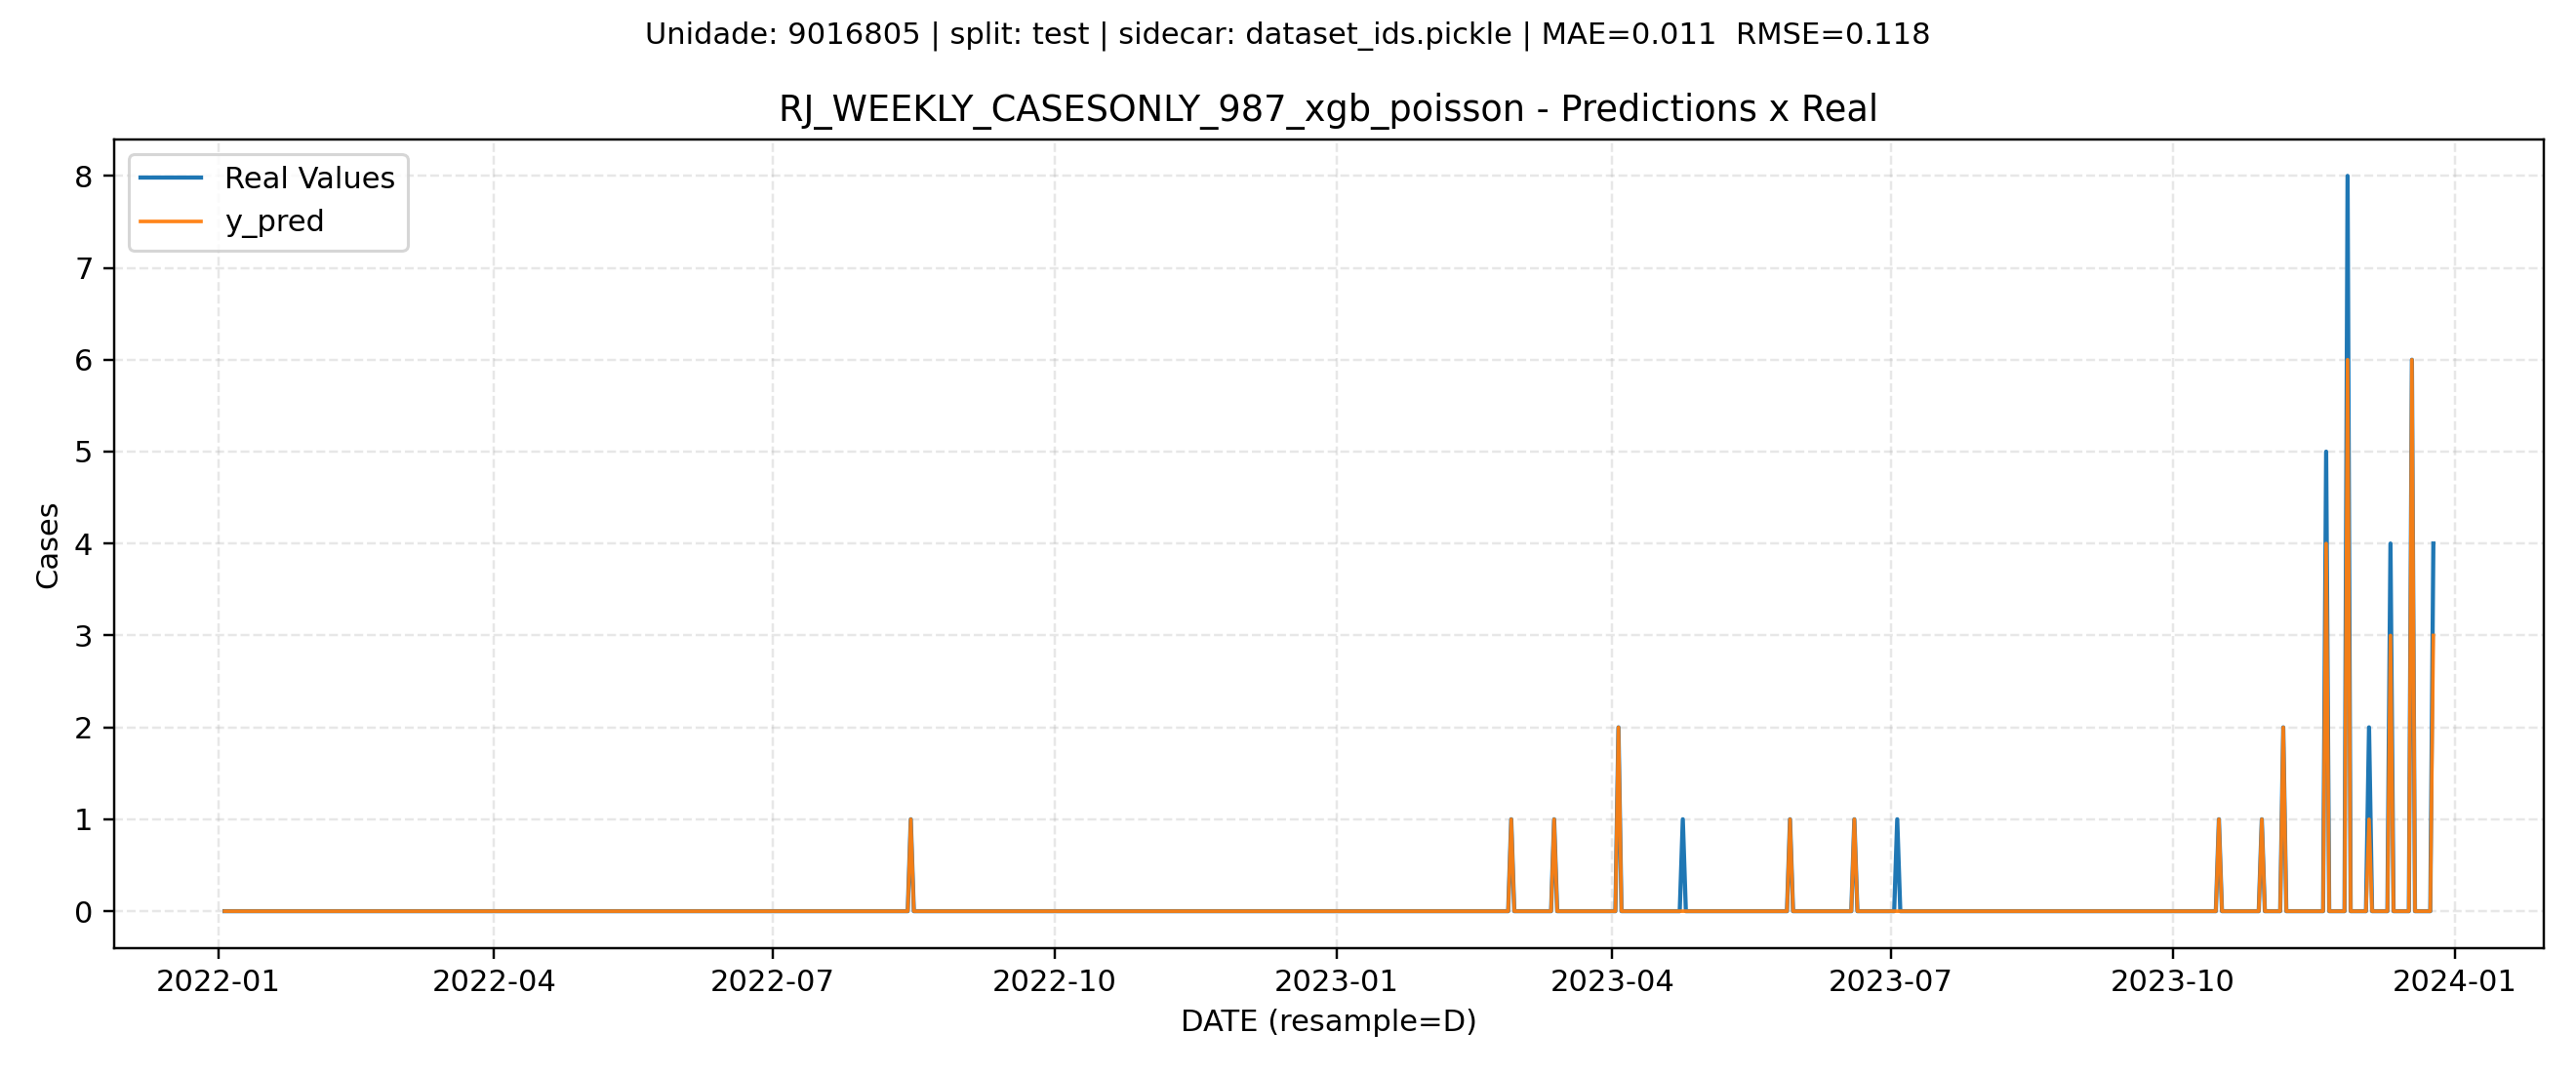 Unidade: 9016805 | split: test | sidecar: dataset_ids.pickle | MAE=0.011  RMSE=0.118
RJ_WEEKLY_CASESONLY_987_xgb_poisson - Predictions x Real
Real Values
y_pred
8
7
6
5
4
3
2
1
0
Cases
2022-01 2022-04 2022-07 2022-10 2023-01 2023-04 2023-07 2023-10 2024-01
DATE (resample=D)